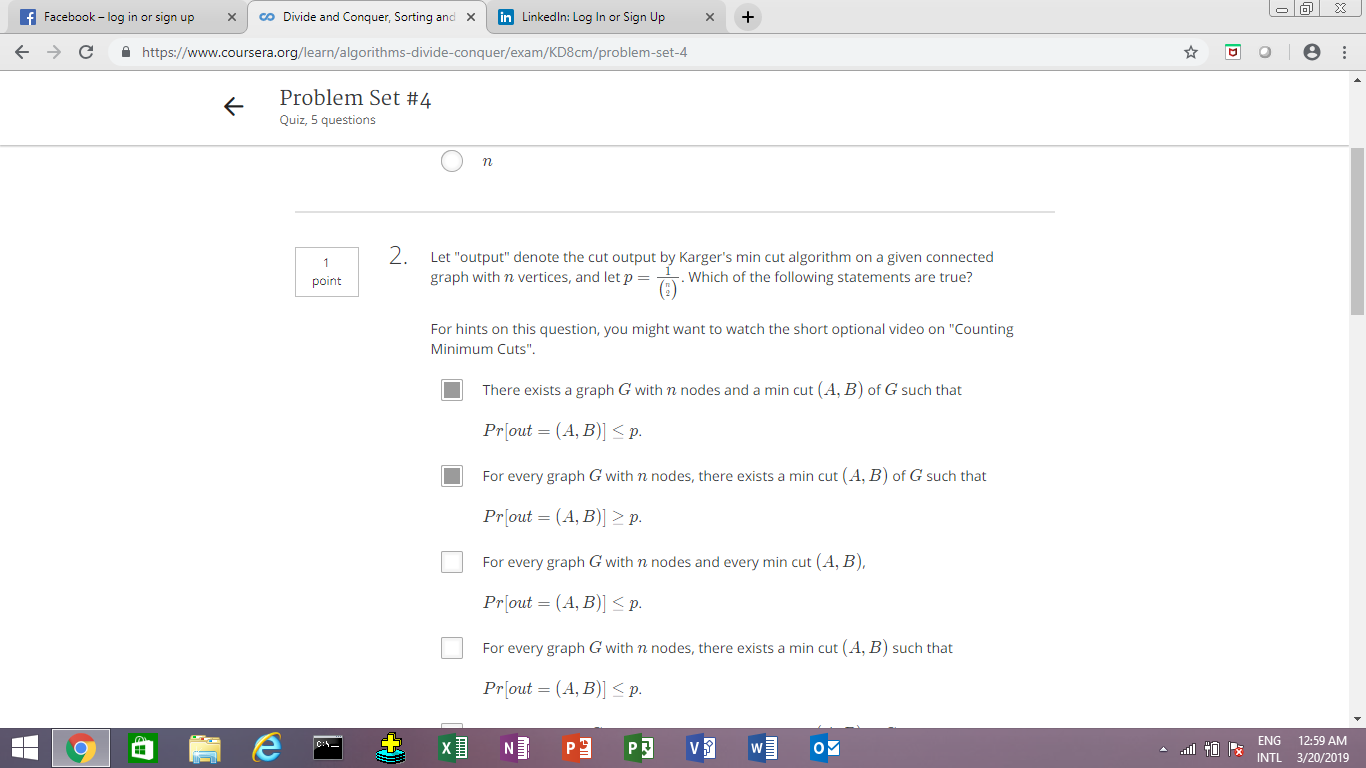 Facebook – log in or sign up
Divide and Conquer, Sorting and
LinkedIn: Log In or Sign Up
https://www.coursera.org/learn/algorithms-divide-conquer/exam/KD8cm/problem-set-4
Problem Set #4
Quiz, 5 questions
n
1
point
2.
Let "output" denote the cut output by Karger's min cut algorithm on a given connected
graph with n vertices, and let p = 1/(n 2). Which of the following statements are true?
For hints on this question, you might want to watch the short optional video on "Counting
Minimum Cuts".
There exists a graph G with n nodes and a min cut (A, B) of G such that
Pr[out = (A, B)] ≤ p.
For every graph G with n nodes, there exists a min cut (A, B) of G such that
Pr[out = (A, B)] ≥ p.
For every graph G with n nodes and every min cut (A, B),
Pr[out = (A, B)] ≤ p.
For every graph G with n nodes, there exists a min cut (A, B) such that
Pr[out = (A, B)] ≤ p.
ENG
INTL
12:59 AM
3/20/2019